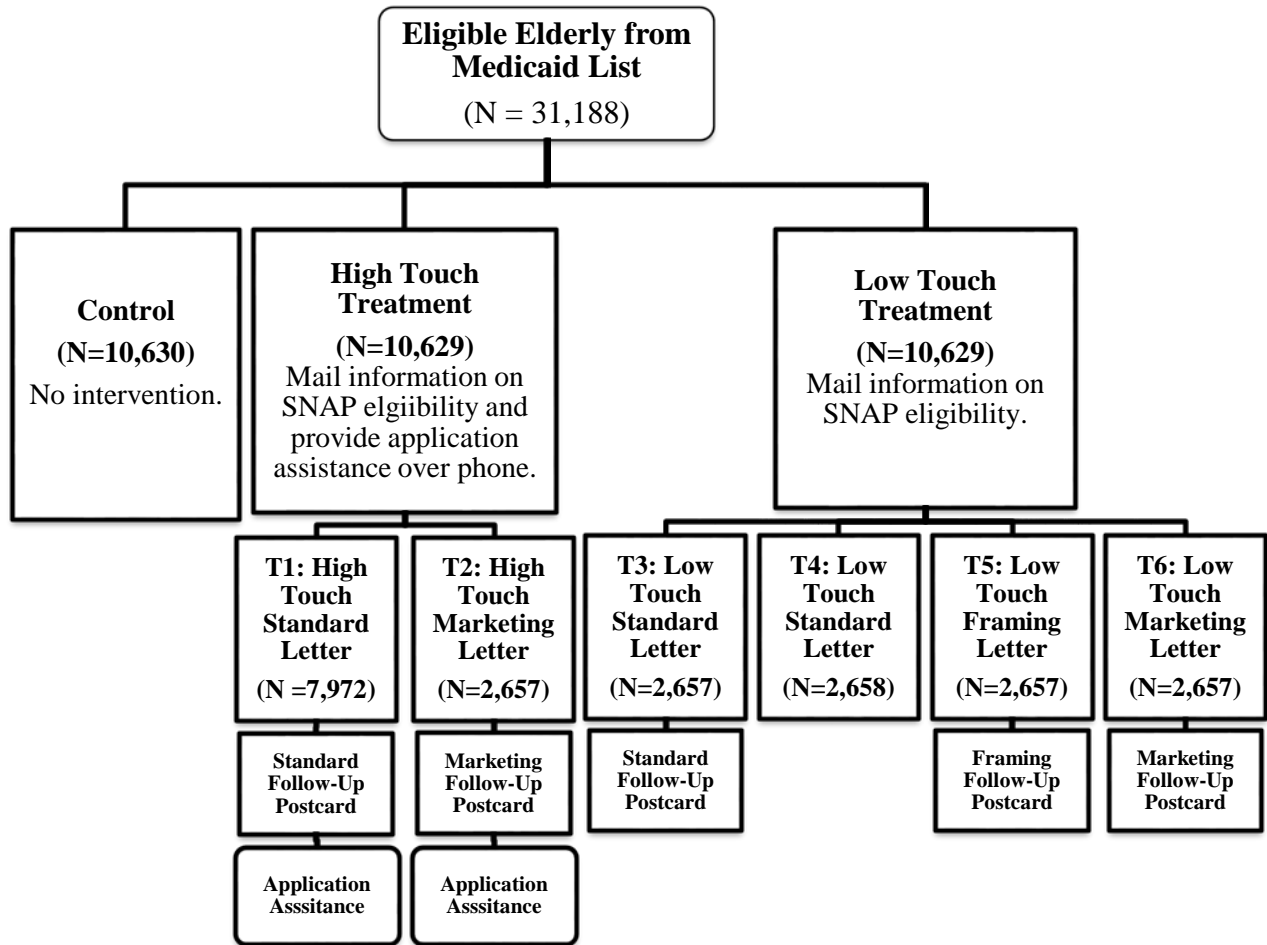 Eligible Elderly from
Medicaid List
(N = 31,188)
Control
(N=10,630)
No intervention.
High Touch
Treatment
(N=10,629)
Mail information on
SNAP elgiibility and
provide application
assistance over phone.
Low Touch
Treatment
(N=10,629)
Mail information on
SNAP eligibility.
T1: High
Touch
Standard
Letter
(N =7,972)
T2: High
Touch
Marketing
Letter
(N=2,657)
T3: Low
Touch
Standard
Letter
(N=2,657)
T4: Low
Touch
Standard
Letter
(N=2,658)
T5: Low
Touch
Framing
Letter
(N=2,657)
T6: Low
Touch
Marketing
Letter
(N=2,657)
Standard
Follow-Up
Postcard
Marketing
Follow-Up
Postcard
Standard
Follow-Up
Postcard
Framing
Follow-Up
Postcard
Marketing
Follow-Up
Postcard
Application
Asssitance
Application
Asssitance